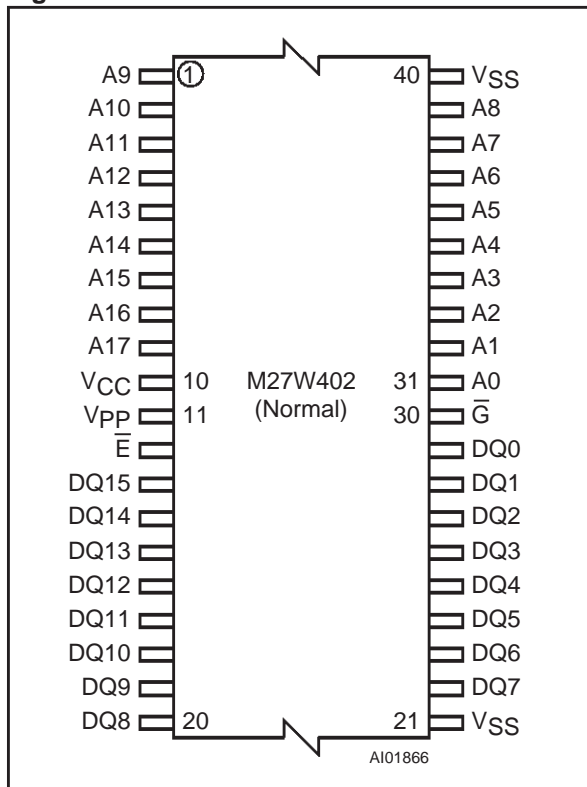 A9 1 40 VSS
A10 A8
A11 A7
A12 A6
A13 A5
A14 A4
A15 A3
A16 A2
A17 A1
VCC 10 M27W402 31 A0
VPP 11 (Normal) 30 G̅
E̅ DQ0
DQ15 DQ1
DQ14 DQ2
DQ13 DQ3
DQ12 DQ4
DQ11 DQ5
DQ10 DQ6
DQ9 DQ7
DQ8 20 21 VSS
AI01866